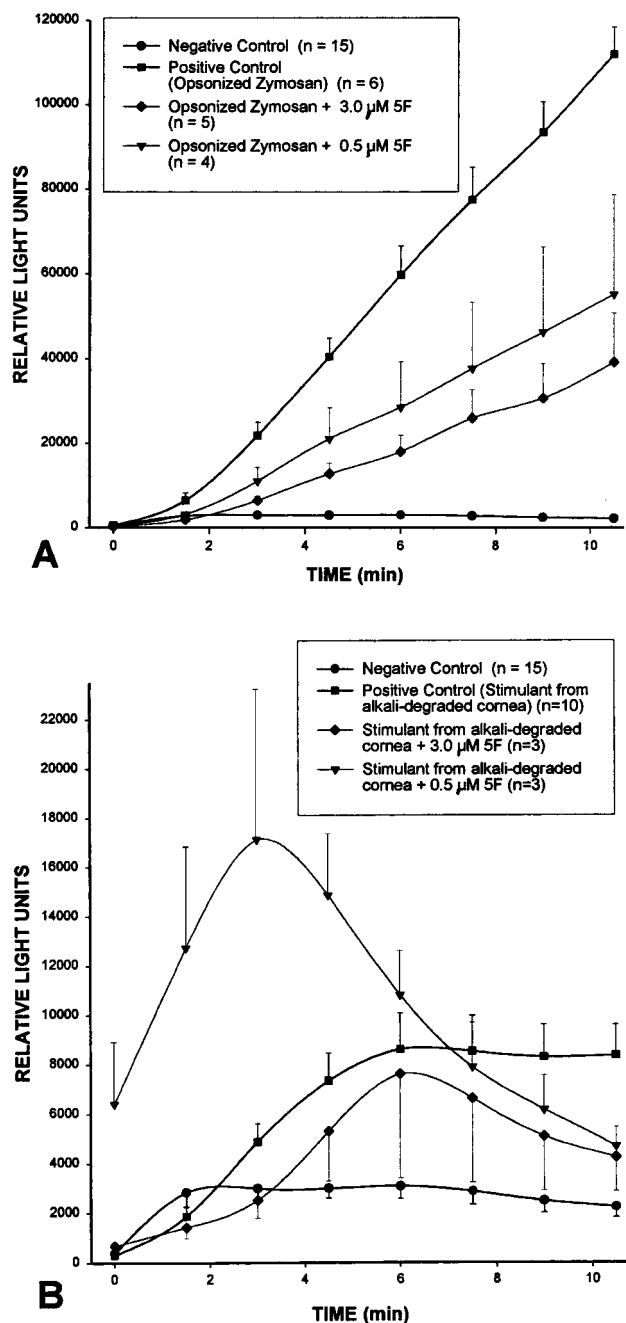 Negative Control (n = 15)
Positive Control
(Opsonized Zymosan) (n = 6)
Opsonized Zymosan + 3.0 µM 5F
(n = 5)
Opsonized Zymosan + 0.5 µM 5F
(n = 4)
RELATIVE LIGHT UNITS
120000
100000
80000
60000
40000
20000
0
0 2 4 6 8 10
TIME (min)
A
Negative Control (n = 15)
Positive Control (Stimulant from
alkali-degraded cornea) (n=10)
Stimulant from alkali-degraded
cornea + 3.0 µM 5F (n=3)
Stimulant from alkali-degraded
cornea + 0.5 µM 5F (n=3)
RELATIVE LIGHT UNITS
22000
20000
18000
16000
14000
12000
10000
8000
6000
4000
2000
0
0 2 4 6 8 10
TIME (min)
B